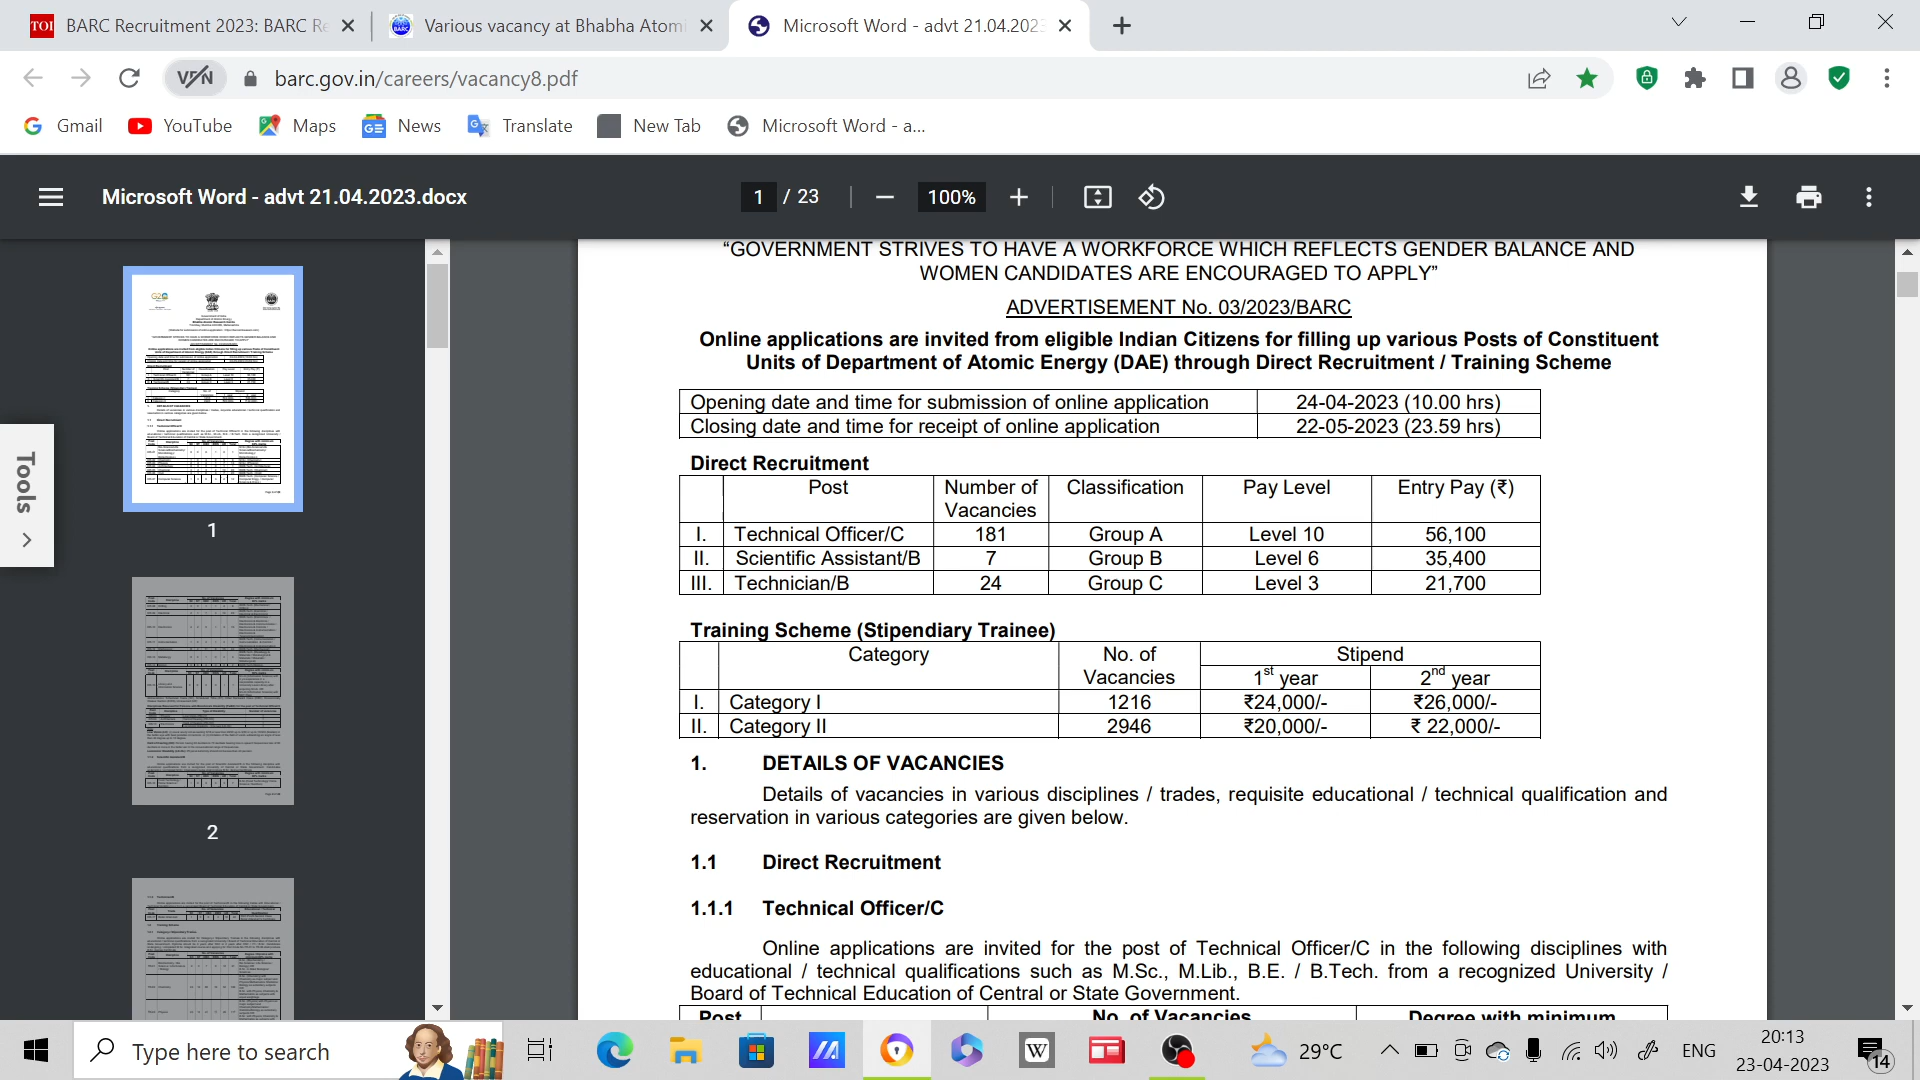 TOI BARC Recruitment 2023: BARC Re
BARC Various vacancy at Bhabha Atomi
Microsoft Word - advt 21.04.2023
VPN barc.gov.in/careers/vacancy8.pdf
Gmail YouTube Maps News Translate New Tab Microsoft Word - a...
Microsoft Word - advt 21.04.2023.docx 1 / 23 100%
Tools
1
2
“GOVERNMENT STRIVES TO HAVE A WORKFORCE WHICH REFLECTS GENDER BALANCE AND
WOMEN CANDIDATES ARE ENCOURAGED TO APPLY”
ADVERTISEMENT No. 03/2023/BARC
Online applications are invited from eligible Indian Citizens for filling up various Posts of Constituent
Units of Department of Atomic Energy (DAE) through Direct Recruitment / Training Scheme
Opening date and time for submission of online application 24-04-2023 (10.00 hrs)
Closing date and time for receipt of online application 22-05-2023 (23.59 hrs)
Direct Recruitment
Post Number of Vacancies Classification Pay Level Entry Pay (₹)
I. Technical Officer/C 181 Group A Level 10 56,100
II. Scientific Assistant/B 7 Group B Level 6 35,400
III. Technician/B 24 Group C Level 3 21,700
Training Scheme (Stipendiary Trainee)
Category No. of Vacancies Stipend
1st year 2nd year
I. Category I 1216 ₹24,000/- ₹26,000/-
II. Category II 2946 ₹20,000/- ₹ 22,000/-
1. DETAILS OF VACANCIES
Details of vacancies in various disciplines / trades, requisite educational / technical qualification and
reservation in various categories are given below.
1.1 Direct Recruitment
1.1.1 Technical Officer/C
Online applications are invited for the post of Technical Officer/C in the following disciplines with
educational / technical qualifications such as M.Sc., M.Lib., B.E. / B.Tech. from a recognized University /
Board of Technical Education of Central or State Government.
Post No. of Vacancies Degree with minimum
Type here to search
W
29°C
ENG
20:13
23-04-2023
14